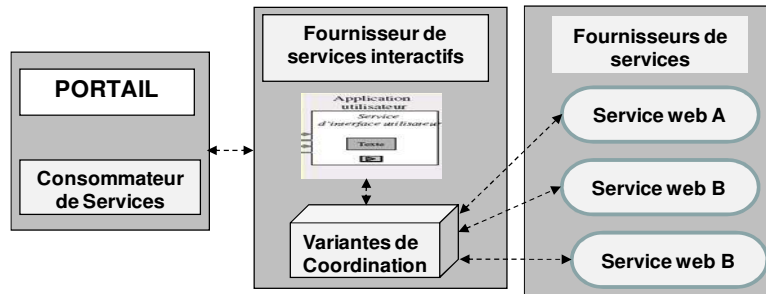 PORTAIL
Consommateur
de Services
Fournisseur de
services interactifs
Application
utilisateur
Service
d'interface utilisateur
Texte
Variantes de
Coordination
Fournisseurs de
services
Service web A
Service web B
Service web B